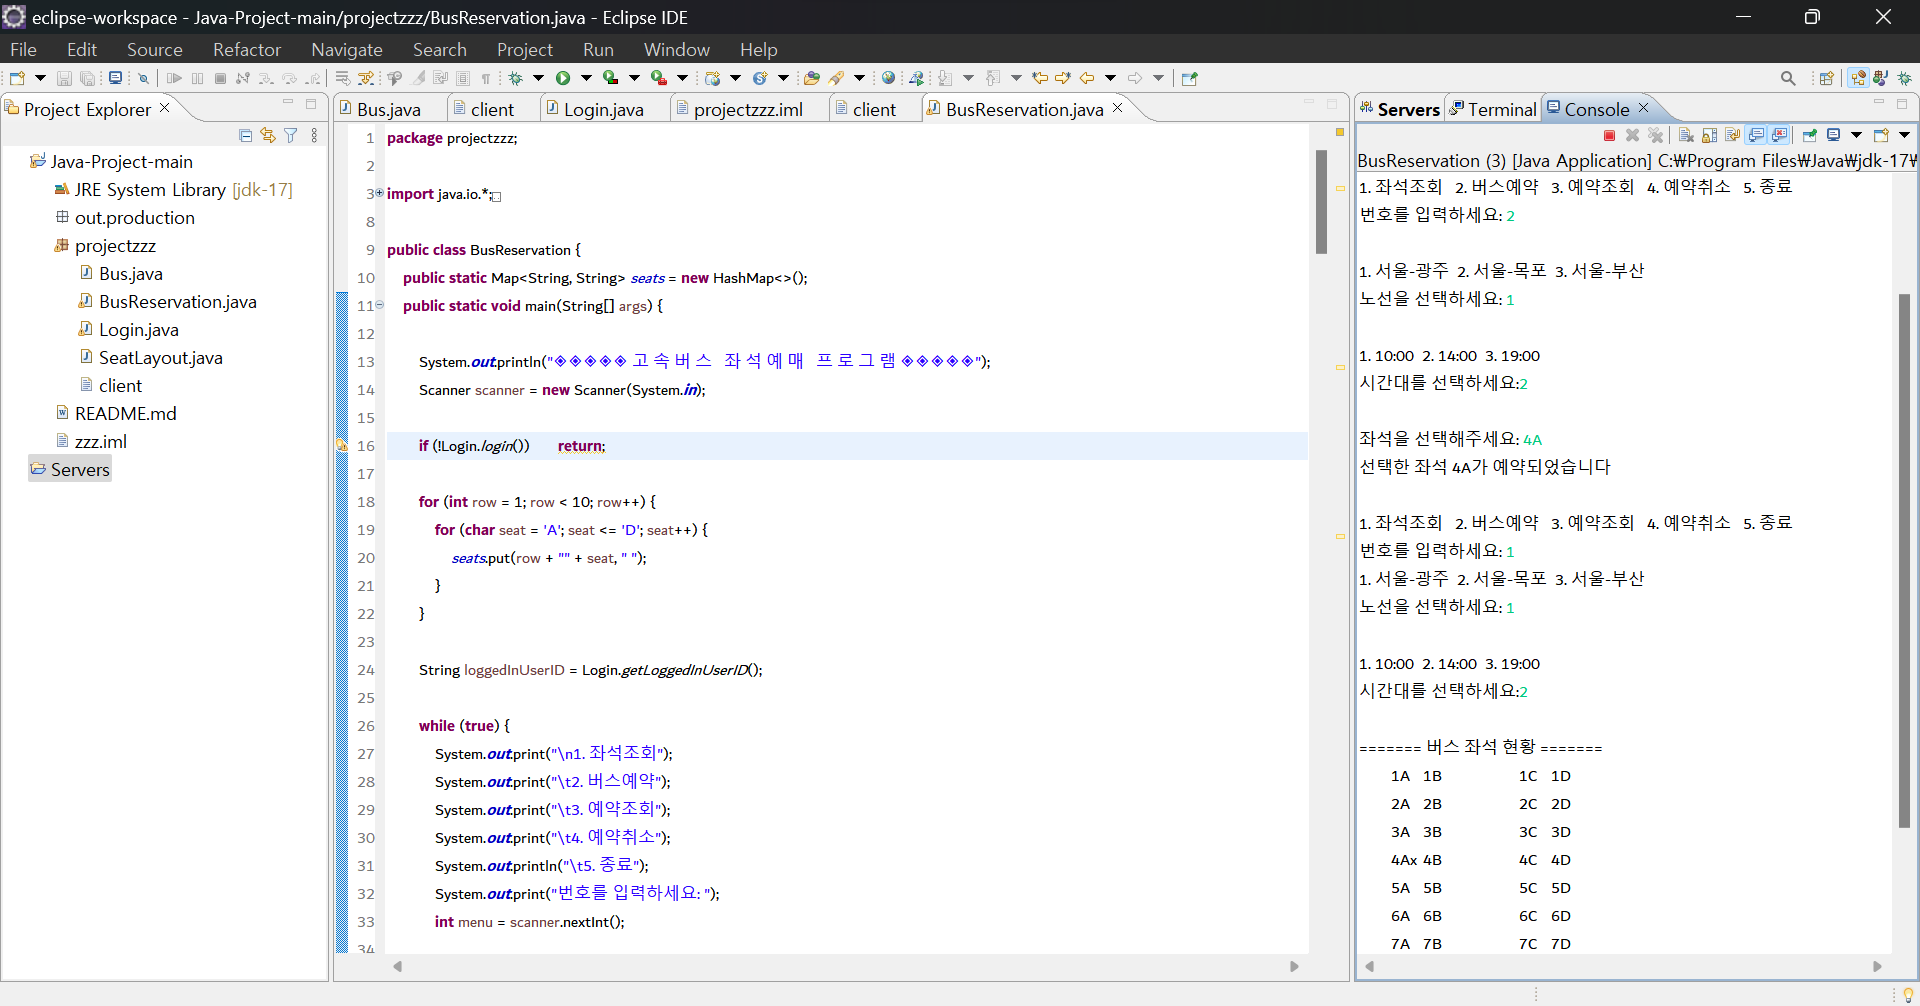 eclipse-workspace - Java-Project-main/projectzzz/BusReservation.java - Eclipse IDE
File Edit Source Refactor Navigate Search Project Run Window Help
Project Explorer
Java-Project-main
JRE System Library [jdk-17]
out.production
projectzzz
Bus.java
BusReservation.java
Login.java
SeatLayout.java
client
README.md
zzz.iml
Servers
Bus.java client Login.java projectzzz.iml client BusReservation.java
1 package projectzzz;
2
3 import java.io.*;
8
9 public class BusReservation {
10 public static Map<String, String> seats = new HashMap<>();
11 public static void main(String[] args) {
12
13 System.out.println("◈◈◈◈◈ 고 속 버 스 좌 석 예 매 프 로 그 램 ◈◈◈◈◈");
14 Scanner scanner = new Scanner(System.in);
15
16 if (!Login.login()) return;
17
18 for (int row = 1; row < 10; row++) {
19 for (char seat = 'A'; seat <= 'D'; seat++) {
20 seats.put(row + "" + seat, " ");
21 }
22 }
23
24 String loggedInUserID = Login.getLoggedInUserID();
25
26 while (true) {
27 System.out.print("\n1. 좌석조회");
28 System.out.print("\t2. 버스예약");
29 System.out.print("\t3. 예약조회");
30 System.out.print("\t4. 예약취소");
31 System.out.println("\t5. 종료");
32 System.out.print("번호를 입력하세요: ");
33 int menu = scanner.nextInt();
34
Servers Terminal Console
BusReservation (3) [Java Application] C:₩Program Files₩Java₩jdk-17₩
1. 좌석조회 2. 버스예약 3. 예약조회 4. 예약취소 5. 종료
번호를 입력하세요: 2
1. 서울-광주 2. 서울-목포 3. 서울-부산
노선을 선택하세요: 1
1. 10:00 2. 14:00 3. 19:00
시간대를 선택하세요:2
좌석을 선택해주세요: 4A
선택한 좌석 4A가 예약되었습니다
1. 좌석조회 2. 버스예약 3. 예약조회 4. 예약취소 5. 종료
번호를 입력하세요: 1
1. 서울-광주 2. 서울-목포 3. 서울-부산
노선을 선택하세요: 1
1. 10:00 2. 14:00 3. 19:00
시간대를 선택하세요:2
======= 버스 좌석 현황 =======
1A 1B 1C 1D
2A 2B 2C 2D
3A 3B 3C 3D
4Ax 4B 4C 4D
5A 5B 5C 5D
6A 6B 6C 6D
7A 7B 7C 7D